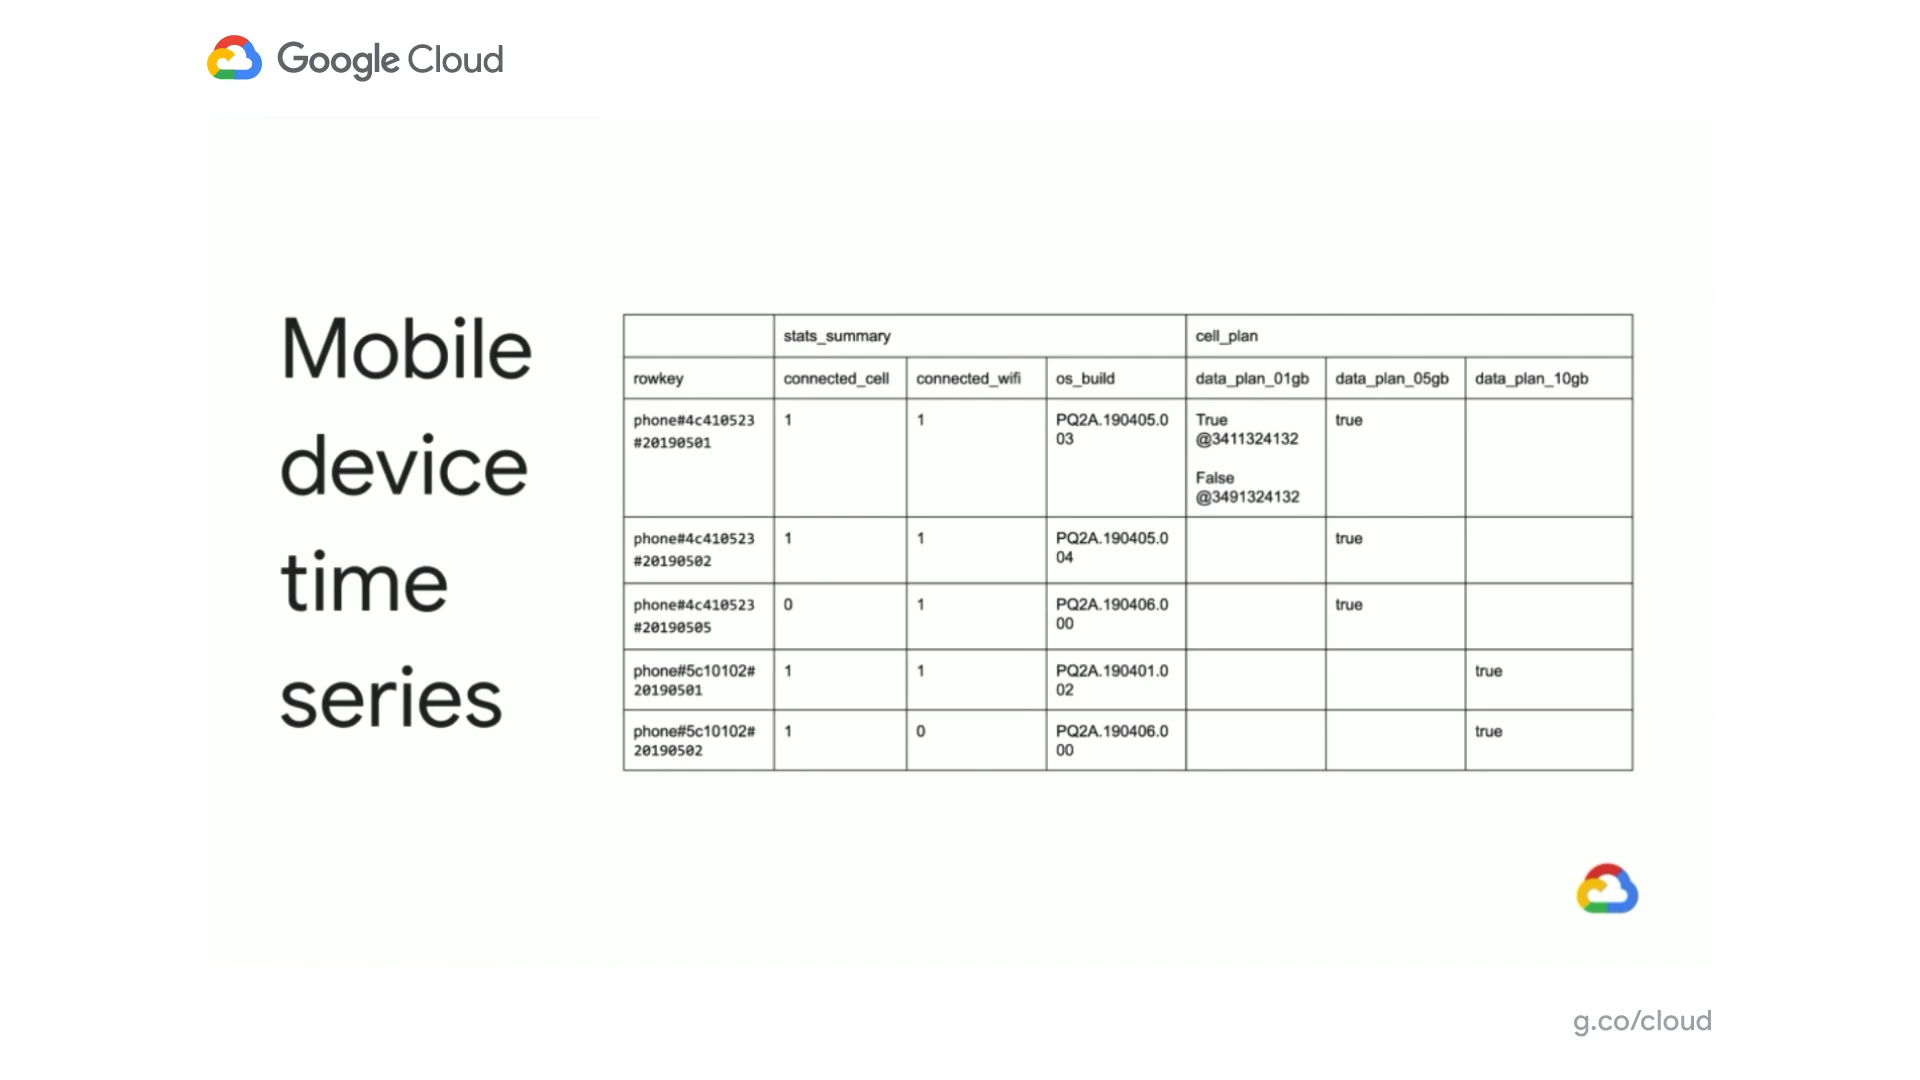 Google Cloud
Mobile
device
time
series
stats_summary cell_plan
rowkey connected_cell connected_wifi os_build data_plan_01gb data_plan_05gb data_plan_10gb
phone#4c410523 1 1 PQ2A.190405.0 True true
#20190501 03 @3411324132
False
@3491324132
phone#4c410523 1 1 PQ2A.190405.0 true
#20190502 04
phone#4c410523 0 1 PQ2A.190406.0 true
#20190505 00
phone#5c10102# 1 1 PQ2A.190401.0 true
20190501 02
phone#5c10102# 1 0 PQ2A.190406.0 true
20190502 00
g.co/cloud